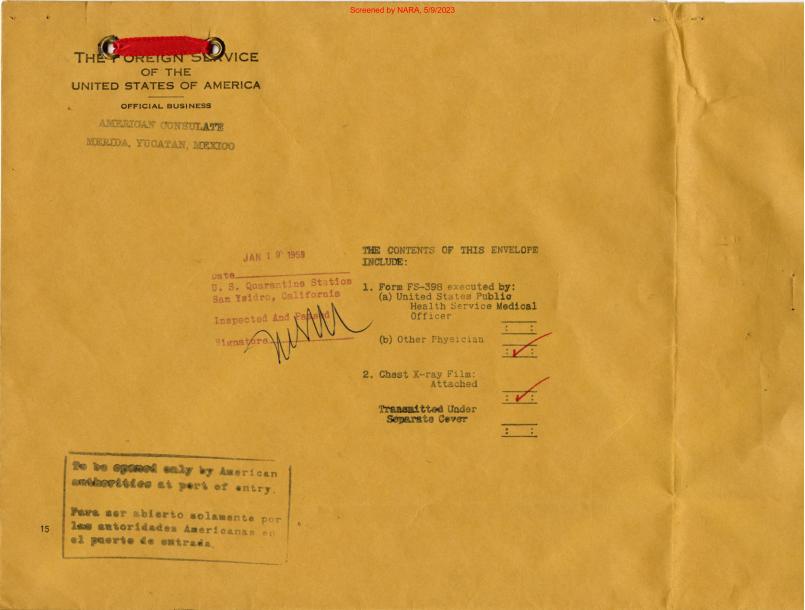 Screened by NARA, 5/9/2023
THE FOREIGN SERVICE
OF THE
UNITED STATES OF AMERICA
OFFICIAL BUSINESS
AMERICAN CONSULATE
MERIDA, YUCATAN, MEXICO
JAN 19 1959
Date
U. S. Quarantine Station
San Ysidro, California
Inspected And Passed
Signature
THE CONTENTS OF THIS ENVELOPE
INCLUDE:
1. Form FS-398 executed by:
(a) United States Public
Health Service Medical
Officer
: :
(b) Other Physician
: :
2. Chest X-ray Film:
Attached
: :
Transmitted Under
Separate Cover
: :
To be opened only by American
authorities at port of entry.
Para ser abierto solamente por
las autoridades Americanas en
el puerto de entrada.
15